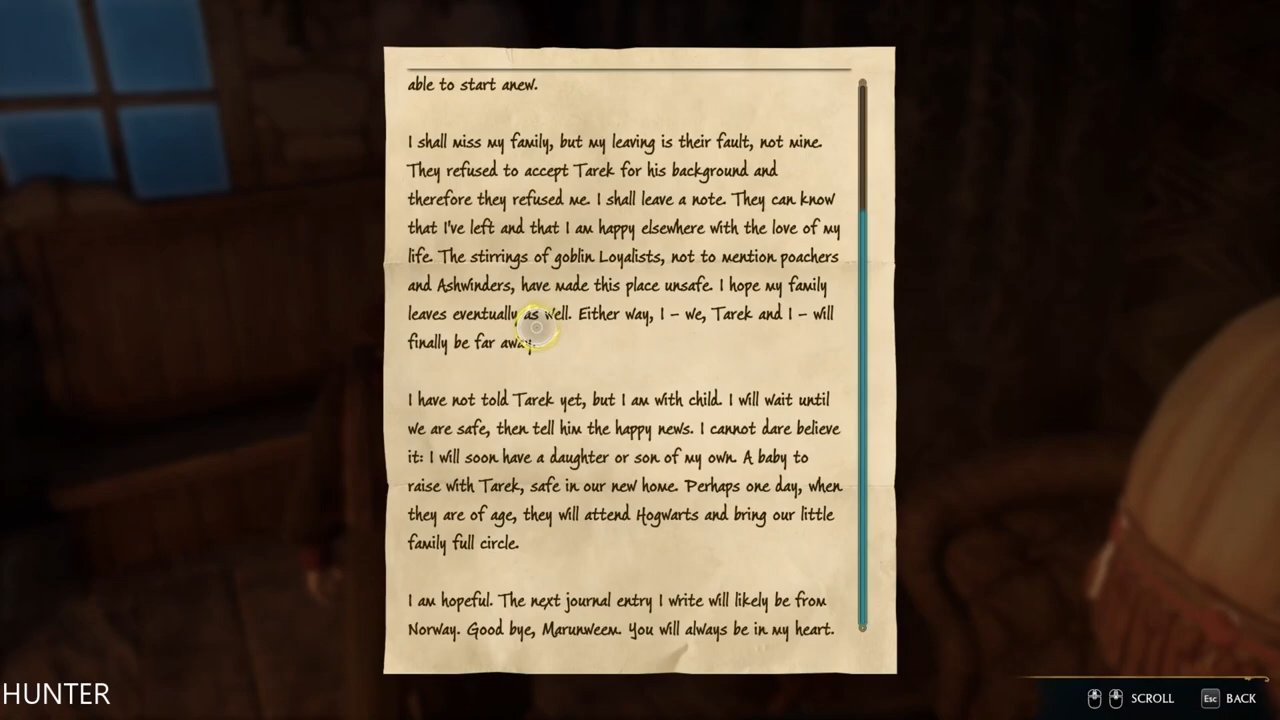 able to start anew.
I shall miss my family, but my leaving is their fault, not mine.
They refused to accept Tarek for his background and
therefore they refused me. I shall leave a note. They can know
that I've left and that I am happy elsewhere with the love of my
life. The stirrings of goblin Loyalists, not to mention poachers
and Ashwinders, have made this place unsafe. I hope my family
leaves eventually as well. Either way, I – we, Tarek and I – will
finally be far away.
I have not told Tarek yet, but I am with child. I will wait until
we are safe, then tell him the happy news. I cannot dare believe
it: I will soon have a daughter or son of my own. A baby to
raise with Tarek, safe in our new home. Perhaps one day, when
they are of age, they will attend Hogwarts and bring our little
family full circle.
I am hopeful. The next journal entry I write will likely be from
Norway. Good bye, Marunweem. You will always be in my heart.
HUNTER
SCROLL
Esc BACK